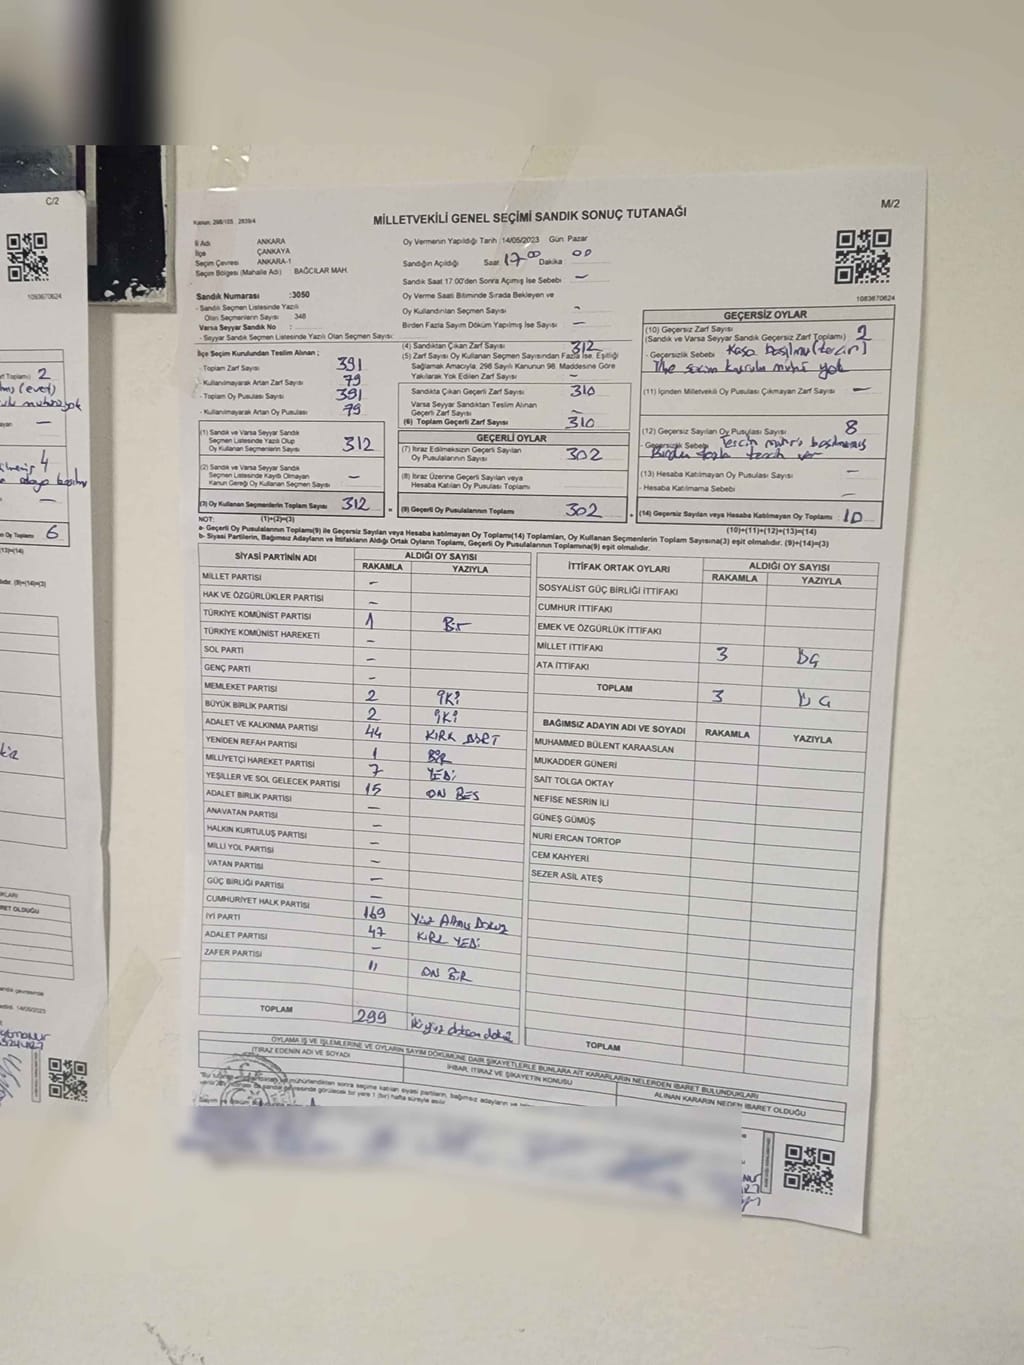 C/2
M/2
Kanun: 298/105 2839/4
MİLLETVEKİLİ GENEL SEÇİMİ SANDIK SONUÇ TUTANAĞI
1083670624
1083670624
İl Adı ANKARA
İlçe ÇANKAYA
Seçim Çevresi ANKARA-1
Seçim Bölgesi (Mahalle Adı) BAĞCILAR MAH.
Sandık Numarası :3050
- Sandık Seçmen Listesinde Yazılı
Olan Seçmenlerin Sayısı 348
Varsa Seyyar Sandık No :
- Seyyar Sandık Seçmen Listesinde Yazılı Olan Seçmen Sayısı:
İlçe Seçim Kurulundan Teslim Alınan ;
- Toplam Zarf Sayısı 391
- Kullanılmayarak Artan Zarf Sayısı 79
- Toplam Oy Pusulası Sayısı 391
- Kullanılmayarak Artan Oy Pusulası 79
(1) Sandık ve Varsa Seyyar Sandık
Seçmen Listesinde Yazılı Olup
Oy Kullanan Seçmenlerin Sayısı 312
(2) Sandık ve Varsa Seyyar Sandık
Seçmen Listesinde Kayıtlı Olmayan
Kanun Gereği Oy Kullanan Seçmen Sayısı —
(3) Oy Kullanan Seçmenlerin Toplam Sayısı 312
(1)+(2)=(3)
Oy Vermenin Yapıldığı Tarih :14/05/2023 Gün Pazar
Sandığın Açıldığı Saat 17 00 Dakika 00
Sandık Saat 17:00'den Sonra Açımış İse Sebebi —
Oy Verme Saati Bitiminde Sırada Bekleyen ve
Oy Kullandırılan Seçmen Sayısı -
Birden Fazla Sayım Döküm Yapılmış İse Sayısı —
(4) Sandıktan Çıkan Zarf Sayısı 312
(5) Zarf Sayısı Oy Kullanan Seçmen Sayısından Fazla İse, Eşitliği
Sağlamak Amacıyla, 298 Sayılı Kanunun 98. Maddesine Göre
Yakılarak Yok Edilen Zarf Sayısı —
Sandıkta Çıkan Geçerli Zarf Sayısı 310
Varsa Seyyar Sandıktan Teslim Alınan
Geçerli Zarf Sayısı —
(6) Toplam Geçerli Zarf Sayısı 310
GEÇERLİ OYLAR
(7) İtiraz Edilmeksizin Geçerli Sayılan
Oy Pusulalarının Sayısı 302
(8) İtiraz Üzerine Geçerli Sayılan veya
Hesaba Katılan Oy Pusulası Toplamı
(9) Geçerli Oy Pusulalarının Toplamı 302
GEÇERSİZ OYLAR
(10) Geçersiz Zarf Sayısı
(Sandık ve Varsa Seyyar Sandık Geçersiz Zarf Toplamı) 2
- Geçersizlik Sebebi
seçim kurulu mührü yok
(11) İçinden Milletvekili Oy Pusulası Çıkmayan Zarf Sayısı —
(12) Geçersiz Sayılan Oy Pusulası Sayısı 8
- Geçersizlik Sebebi Tercih mührü basılmamış
Birden fazla tercih var
(13) Hesaba Katılmayan Oy Pusulası Sayısı —
- Hesaba Katılmama Sebebi —
(14) Geçersiz Sayılan veya Hesaba Katılmayan Oy Toplamı 10
(10)+(11)+(12)+(13)=(14)
NOT:
a- Geçerli Oy Pusulalarının Toplamı(9) ile Geçersiz Sayılan veya Hesaba Katılmayan Oy Toplamı(14) Toplamları, Oy Kullanan Seçmenlerin Toplam Sayısına(3) eşit olmalıdır. (9)+(14)=(3)
b- Siyasi Partilerin, Bağımsız Adayların ve İttifakların Aldığı Ortak Oyların Toplamı, Geçerli Oy Pusulalarının Toplamına(9) eşit olmalıdır.
SİYASİ PARTİNİN ADI ALDIĞI OY SAYISI
RAKAMLA YAZIYLA
MİLLET PARTİSİ —
HAK VE ÖZGÜRLÜKLER PARTİSİ —
TÜRKİYE KOMÜNİST PARTİSİ 1 Bir
TÜRKİYE KOMÜNİST HAREKETİ —
SOL PARTİ —
GENÇ PARTİ —
MEMLEKET PARTİSİ 2 İKİ
BÜYÜK BİRLİK PARTİSİ 2 İKİ
ADALET VE KALKINMA PARTİSİ 44 KIRK DÖRT
YENİDEN REFAH PARTİSİ 1 BİR
MİLLİYETÇİ HAREKET PARTİSİ 7 YEDİ
YEŞİLLER VE SOL GELECEK PARTİSİ 15 ON BEŞ
ADALET BİRLİK PARTİSİ —
ANAVATAN PARTİSİ —
HALKIN KURTULUŞ PARTİSİ —
MİLLİ YOL PARTİSİ —
VATAN PARTİSİ —
GÜÇ BİRLİĞİ PARTİSİ —
CUMHURİYET HALK PARTİSİ 169 Yüz Altmış Dokuz
İYİ PARTİ 47 KIRK YEDİ
ADALET PARTİSİ —
ZAFER PARTİSİ 11 ON BİR
TOPLAM 299 iki yüz doksan dokuz
İTTİFAK ORTAK OYLARI ALDIĞI OY SAYISI
RAKAMLA YAZIYLA
SOSYALİST GÜÇ BİRLİĞİ İTTİFAKI
CUMHUR İTTİFAKI
EMEK VE ÖZGÜRLÜK İTTİFAKI
MİLLET İTTİFAKI 3 ÜÇ
ATA İTTİFAKI
TOPLAM 3 ÜÇ
BAĞIMSIZ ADAYIN ADI VE SOYADI RAKAMLA YAZIYLA
MUHAMMED BÜLENT KARAASLAN
MUKADDER GÜNERİ
SAİT TOLGA OKTAY
NEFİSE NESRİN İLİ
GÜNEŞ GÜMÜŞ
NURİ ERCAN TORTOP
CEM KAHYERİ
SEZER ASİL ATEŞ
TOPLAM
OYLAMA İŞ VE İŞLEMLERİNE VE OYLARIN SAYIM DÖKÜMÜNE DAİR ŞİKAYETLERLE BUNLARA AİT KARARLARIN NELERDEN İBARET BULUNDUKLARI
İTİRAZ EDENİN ADI VE SOYADI
İHBAR, İTİRAZ VE ŞİKAYETİN KONUSU
ALINAN KARARIN NEDEN İBARET OLDUĞU